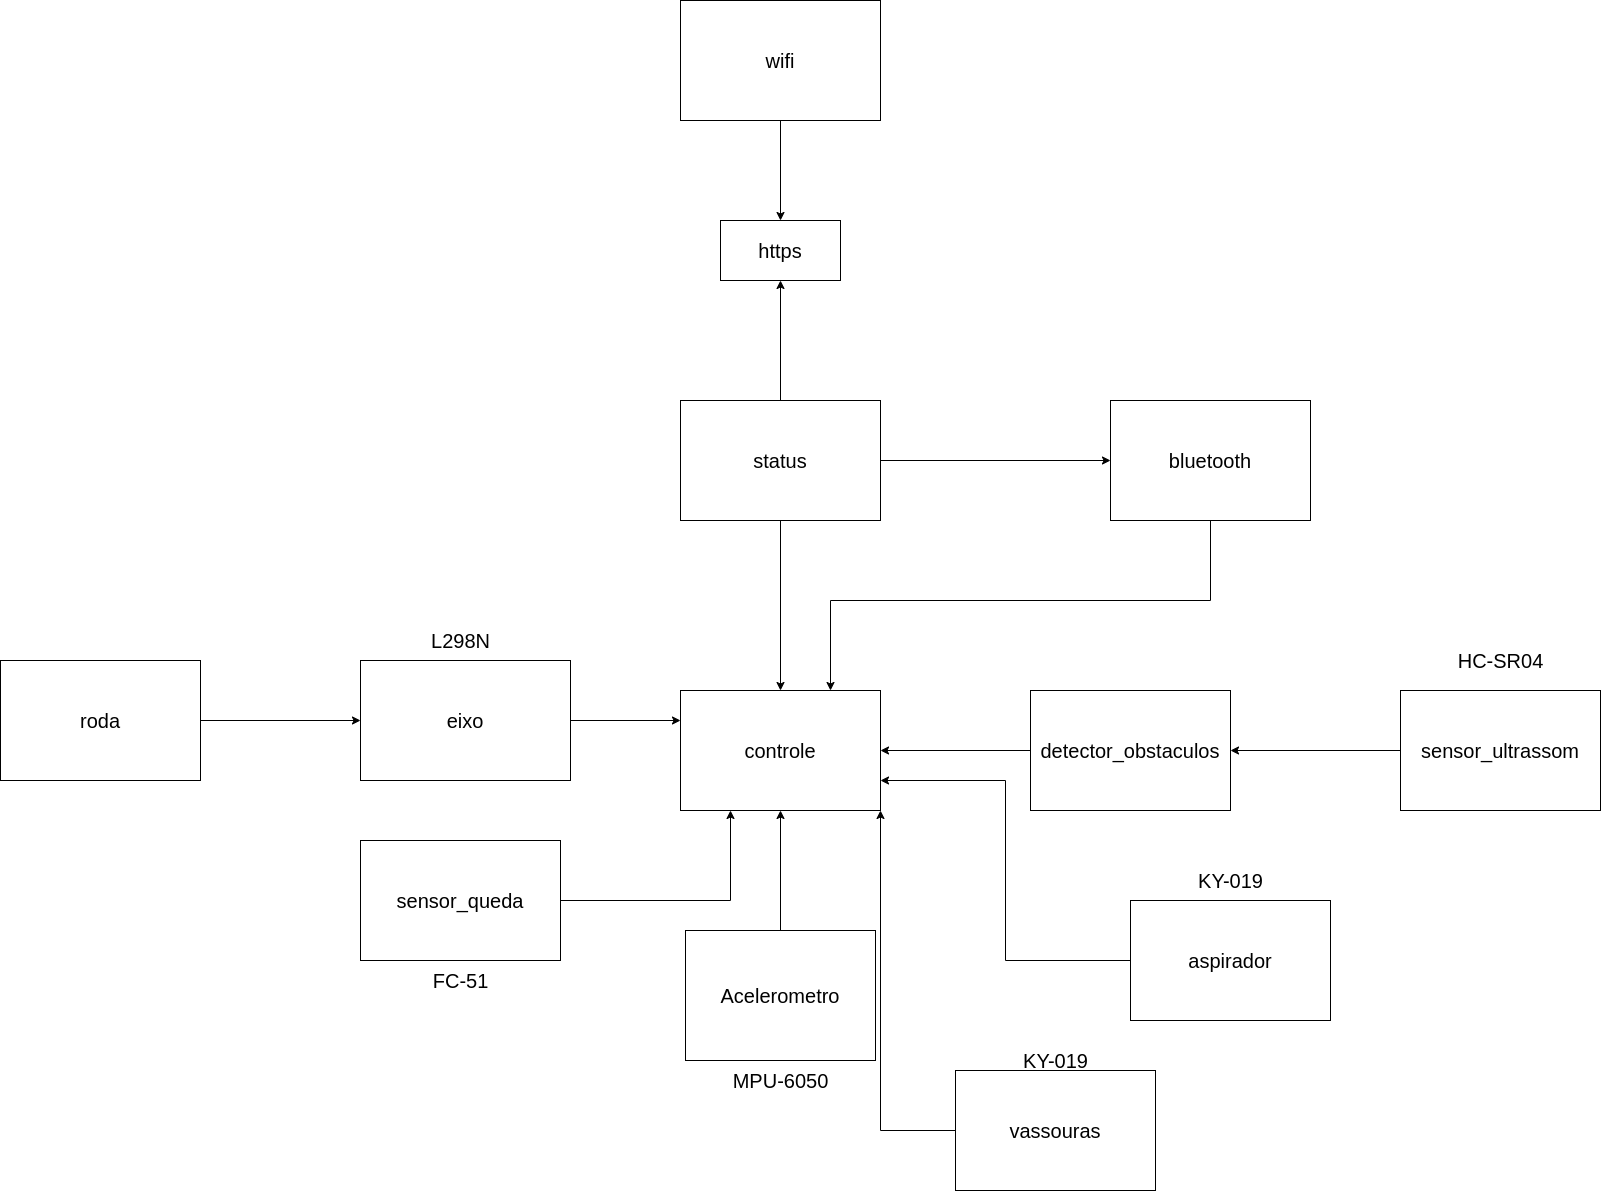 wifi
https
status
bluetooth
L298N
HC-SR04
roda
eixo
controle
detector_obstaculos
sensor_ultrassom
KY-019
sensor_queda
aspirador
FC-51
Acelerometro
KY-019
MPU-6050
vassouras